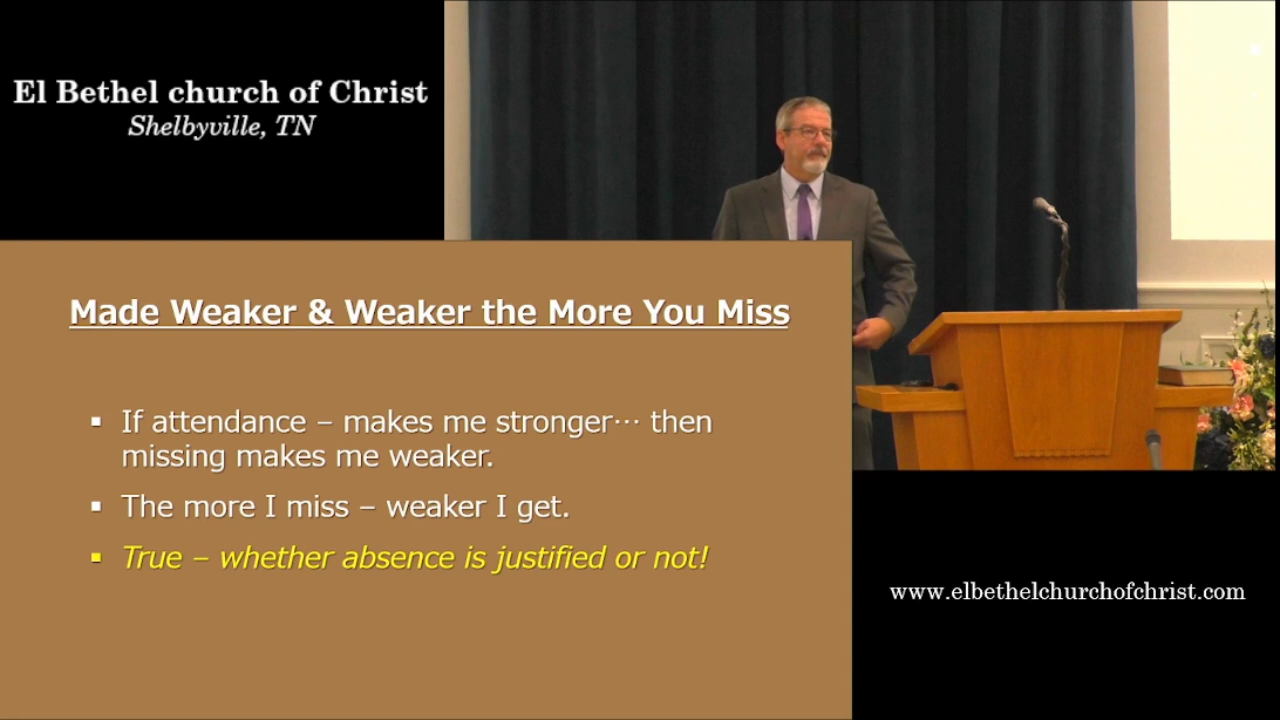 El Bethel church of Christ
Shelbyville, TN
Made Weaker & Weaker the More You Miss
▪ If attendance – makes me stronger… then
missing makes me weaker.
▪ The more I miss – weaker I get.
▪ True – whether absence is justified or not!
www.elbethelchurchofchrist.com